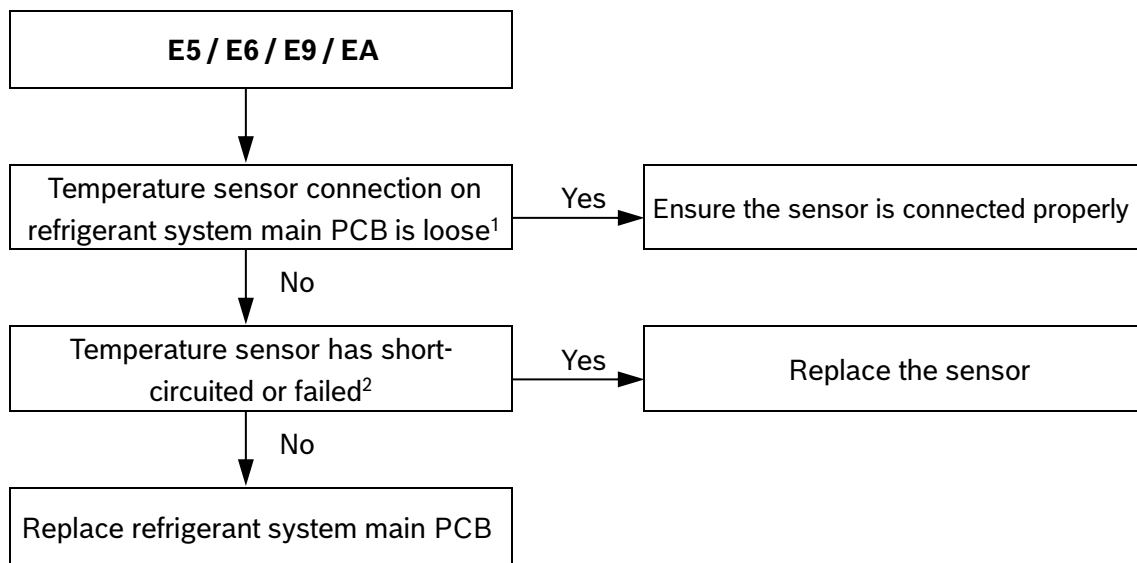 E5 / E6 / E9 / EA
Temperature sensor connection on
refrigerant system main PCB is loose¹
Yes
Ensure the sensor is connected properly
No
Temperature sensor has short-
circuited or failed²
Yes
Replace the sensor
No
Replace refrigerant system main PCB